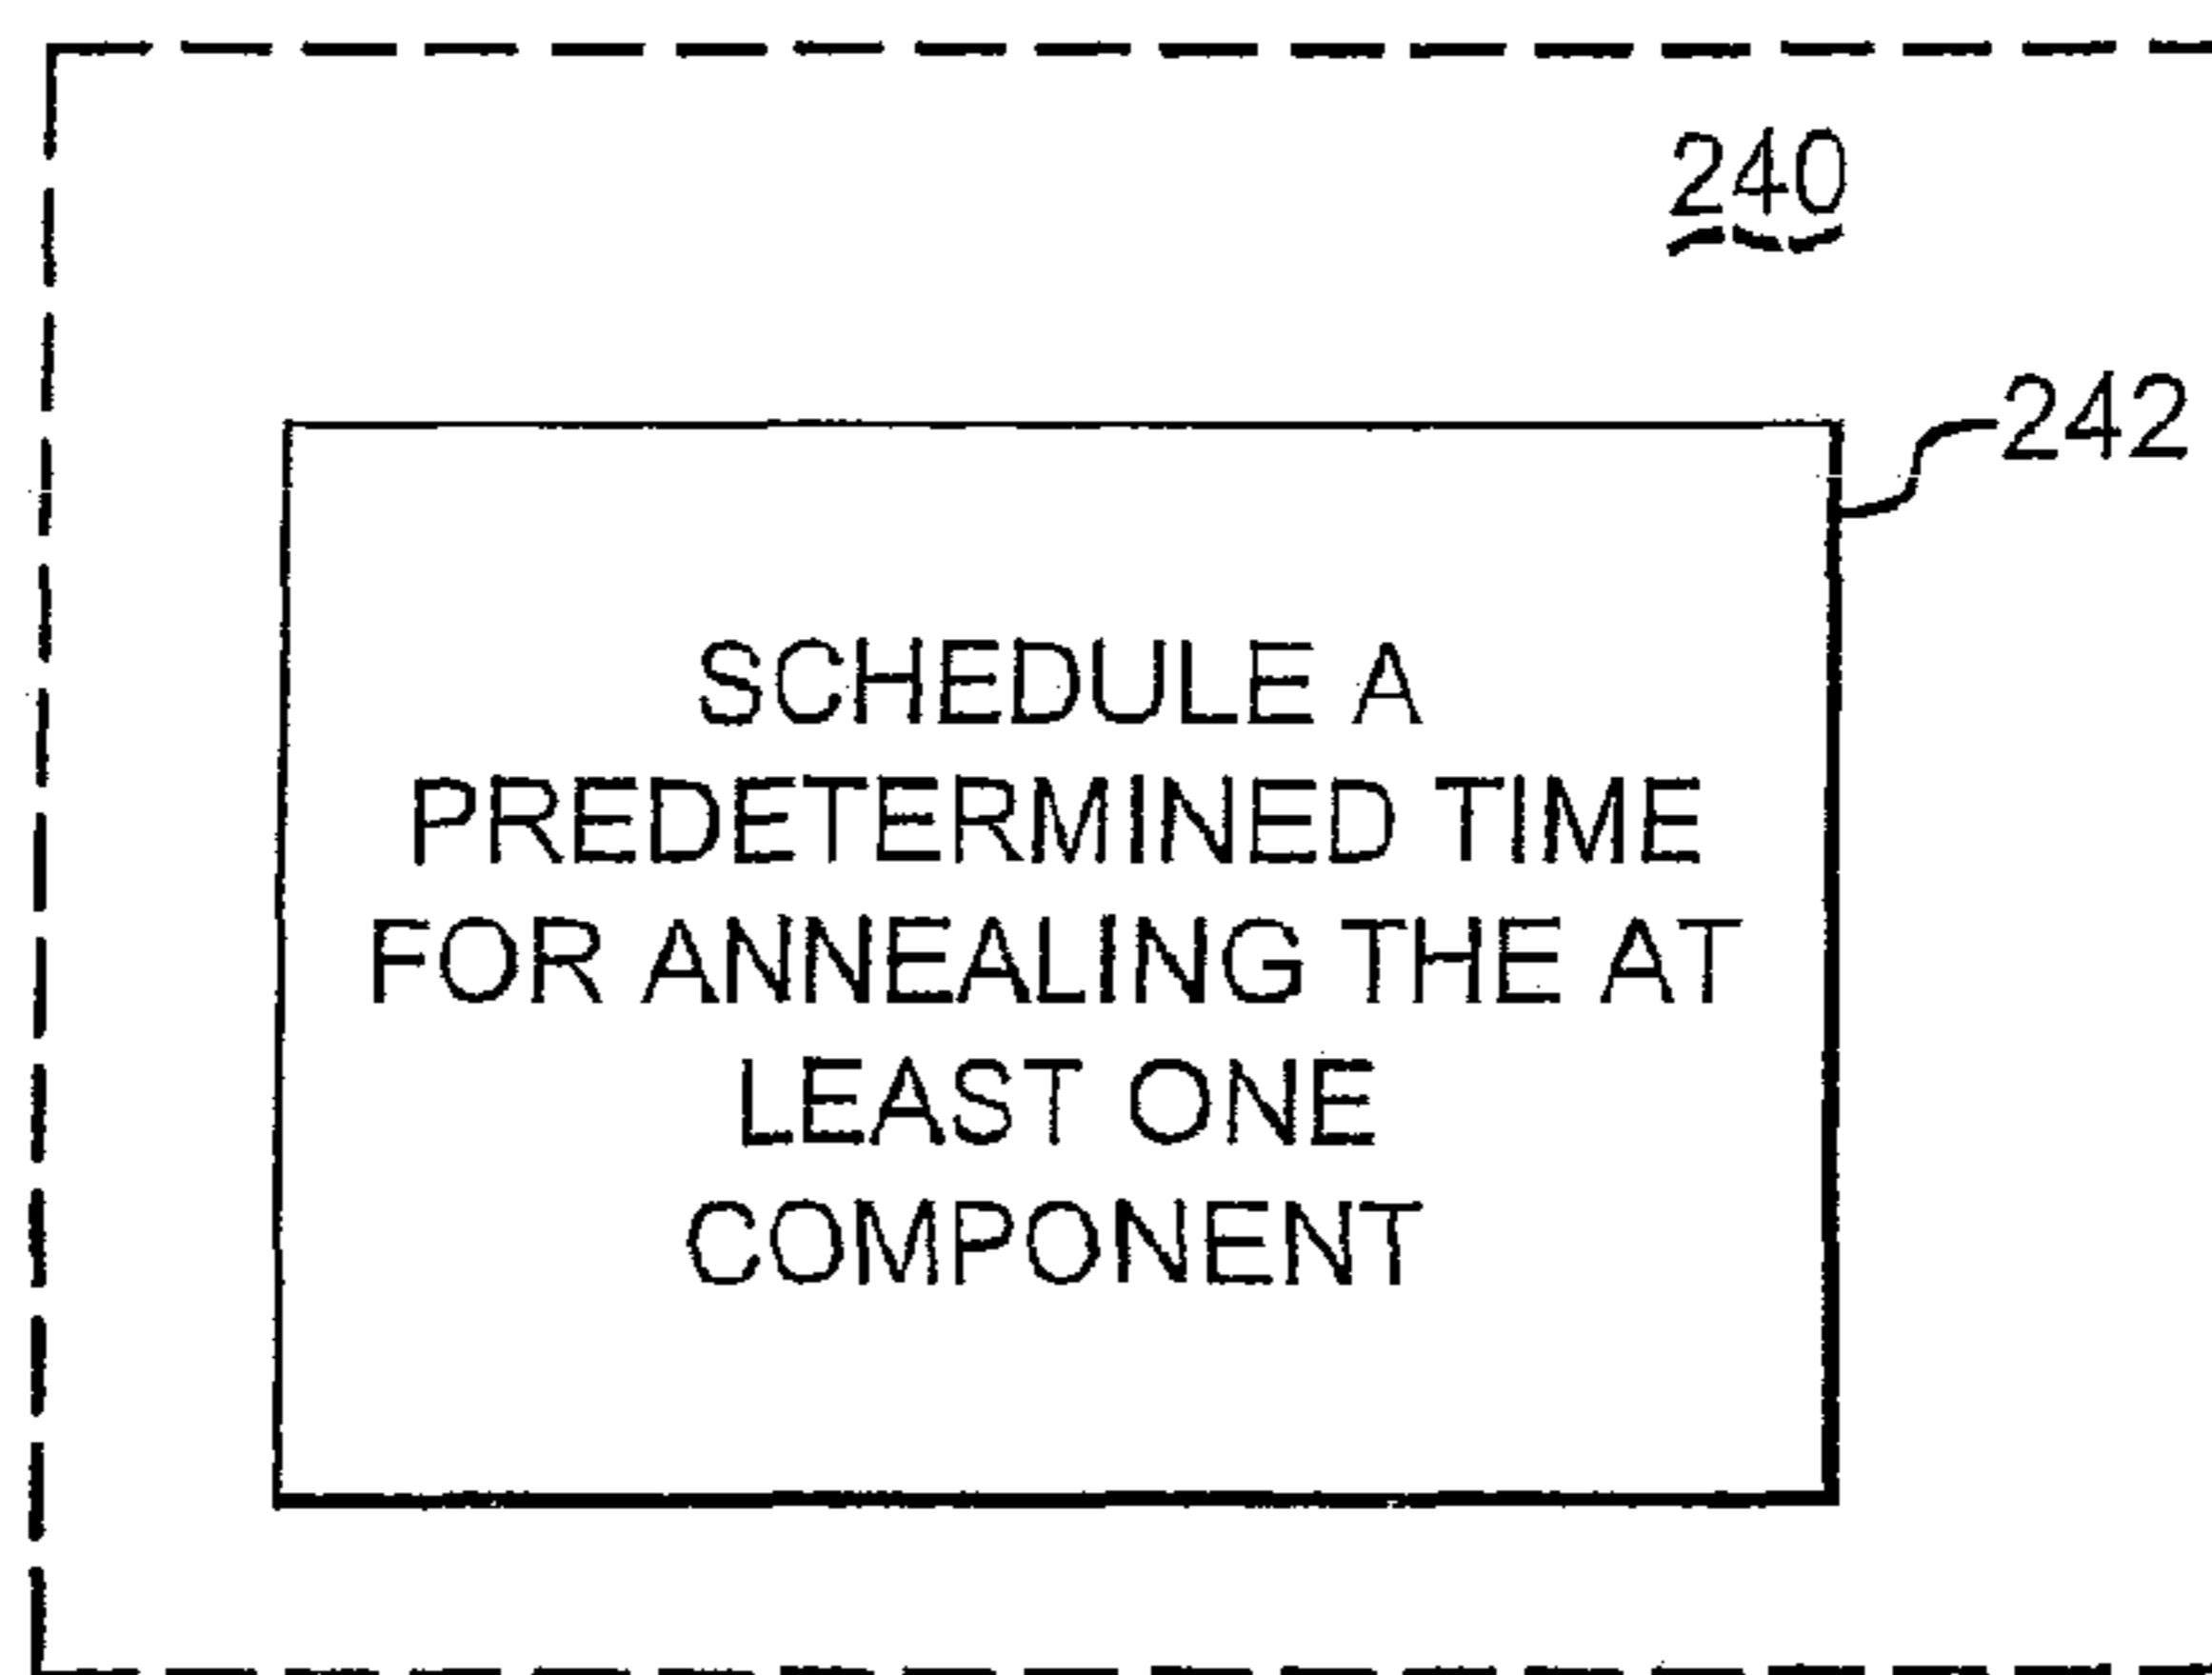 240
242
SCHEDULE A
PREDETERMINED TIME
FOR ANNEALING THE AT
LEAST ONE
COMPONENT